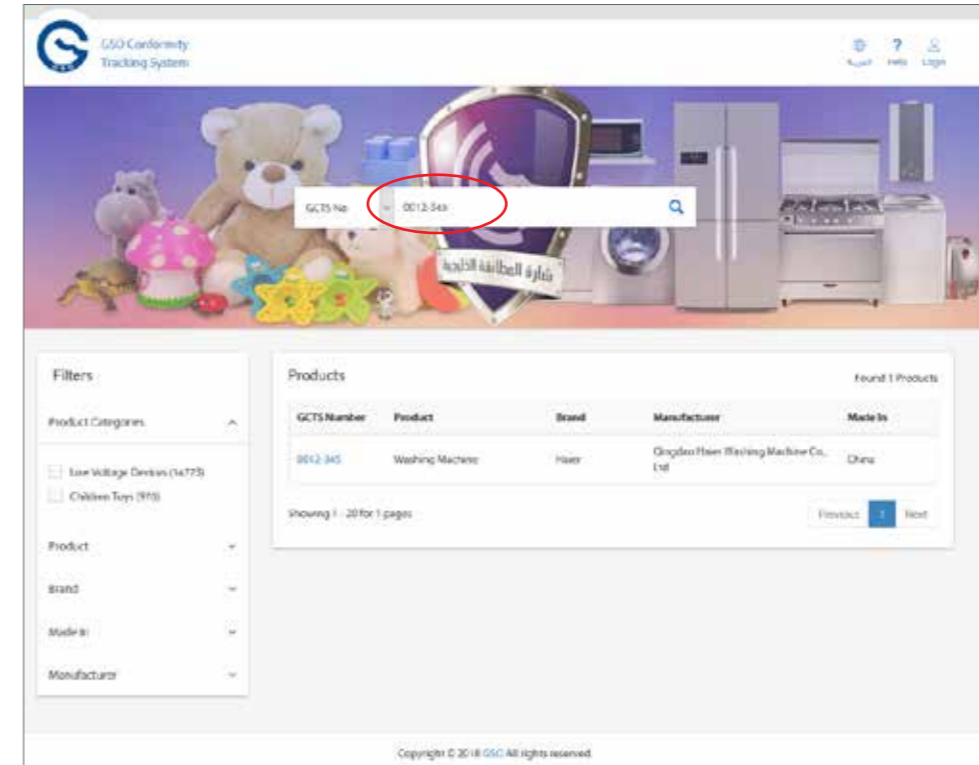 GSO Conformity
Tracking System
GSO
العربية
Help
Login
GCTS No
0012-345
شارة المطابقة الخليجية
Filters
Product Categories
Low Voltage Devices
Children Toys
Product
Brand
Made In
Manufacturer
Products
Found 1 Products
GCTS Number Product Brand Manufacturer Made In
0012-345 Washing Machine Haier Qingdao Haier Washing Machine Co., Ltd China
Showing 1 - 20 for 1 pages
Previous 1 Next
Copyright © 2018 GSO All rights reserved.